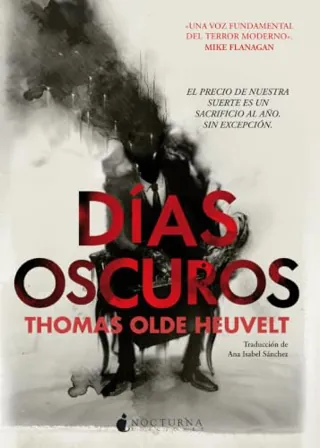 «UNA VOZ FUNDAMENTAL
DEL TERROR MODERNO».
MIKE FLANAGAN
EL PRECIO DE NUESTRA
SUERTE ES UN
SACRIFICIO AL AÑO.
SIN EXCEPCIÓN.
DÍAS
OSCUROS
THOMAS OLDE HEUVELT
Traducción de
Ana Isabel Sánchez
NOCTURNA